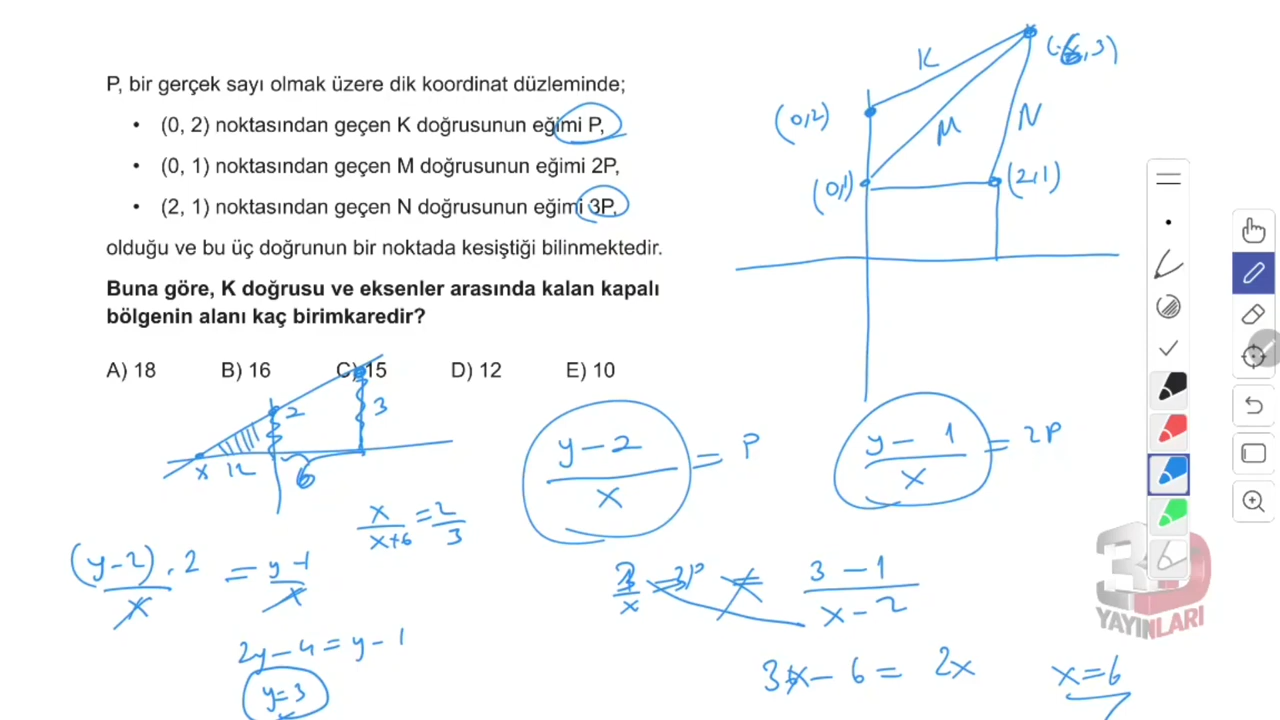 P, bir gerçek sayı olmak üzere dik koordinat düzleminde;
• (0, 2) noktasından geçen K doğrusunun eğimi P,
• (0, 1) noktasından geçen M doğrusunun eğimi 2P,
• (2, 1) noktasından geçen N doğrusunun eğimi 3P,
olduğu ve bu üç doğrunun bir noktada kesiştiği bilinmektedir.
Buna göre, K doğrusu ve eksenler arasında kalan kapalı
bölgenin alanı kaç birimkaredir?
A) 18 B) 16 C) 15 D) 12 E) 10
K
(0,2)
M
N
(0,1)
(2,1)
2
3
x 12 6
x/x+6 = 2/3
y-2/x = P
y-1/x = 2P
(y-2).2/x = y-1/x
2y-4=y-1
y=3
3-1/x-2
3x-6= 2x
x=6
3D
YAYINLARI